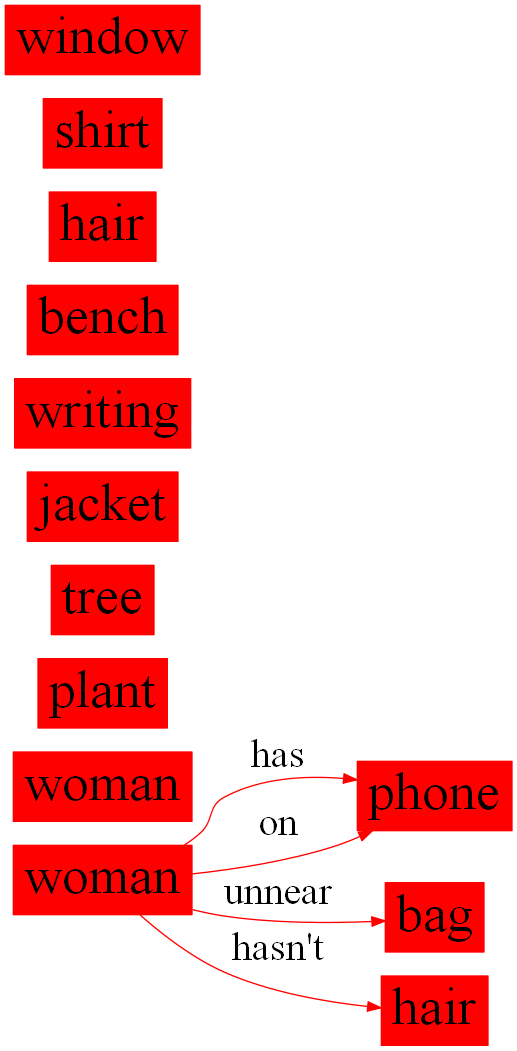 window
shirt
hair
bench
writing
jacket
tree
plant
woman
has
phone
on
woman
unnear
bag
hasn't
hair